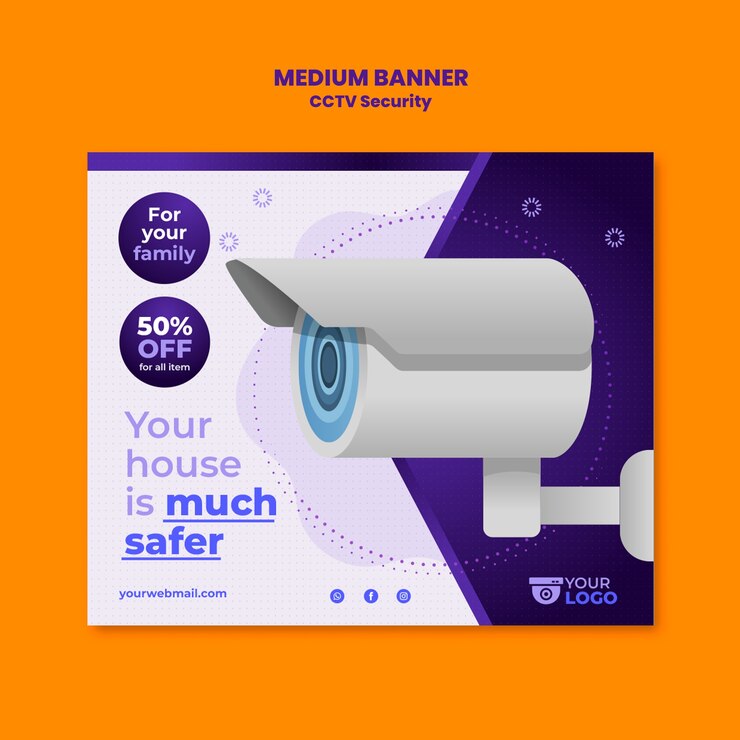 MEDIUM BANNER
CCTV Security
For
your
family
50%
OFF
for all item
Your
house
is much
safer
yourwebmail.com
YOUR
LOGO